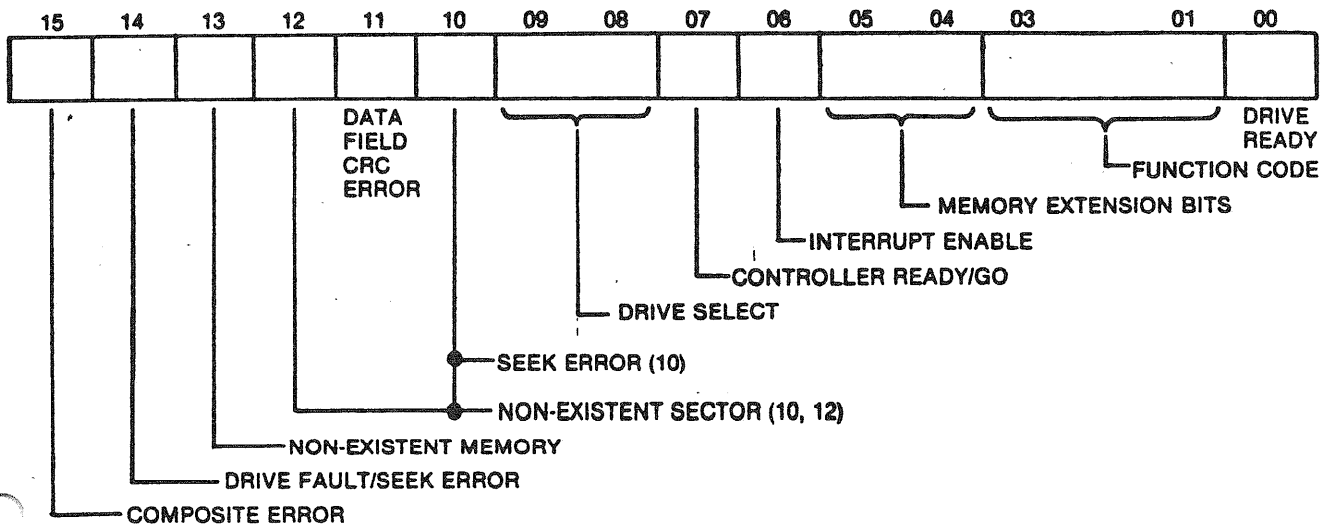 15 14 13 12 11 10 09 08 07 06 05 04 03 01 00
DATA
FIELD
CRC
ERROR
DRIVE
READY
FUNCTION CODE
MEMORY EXTENSION BITS
INTERRUPT ENABLE
CONTROLLER READY/GO
DRIVE SELECT
SEEK ERROR (10)
NON-EXISTENT SECTOR (10, 12)
NON-EXISTENT MEMORY
DRIVE FAULT/SEEK ERROR
COMPOSITE ERROR